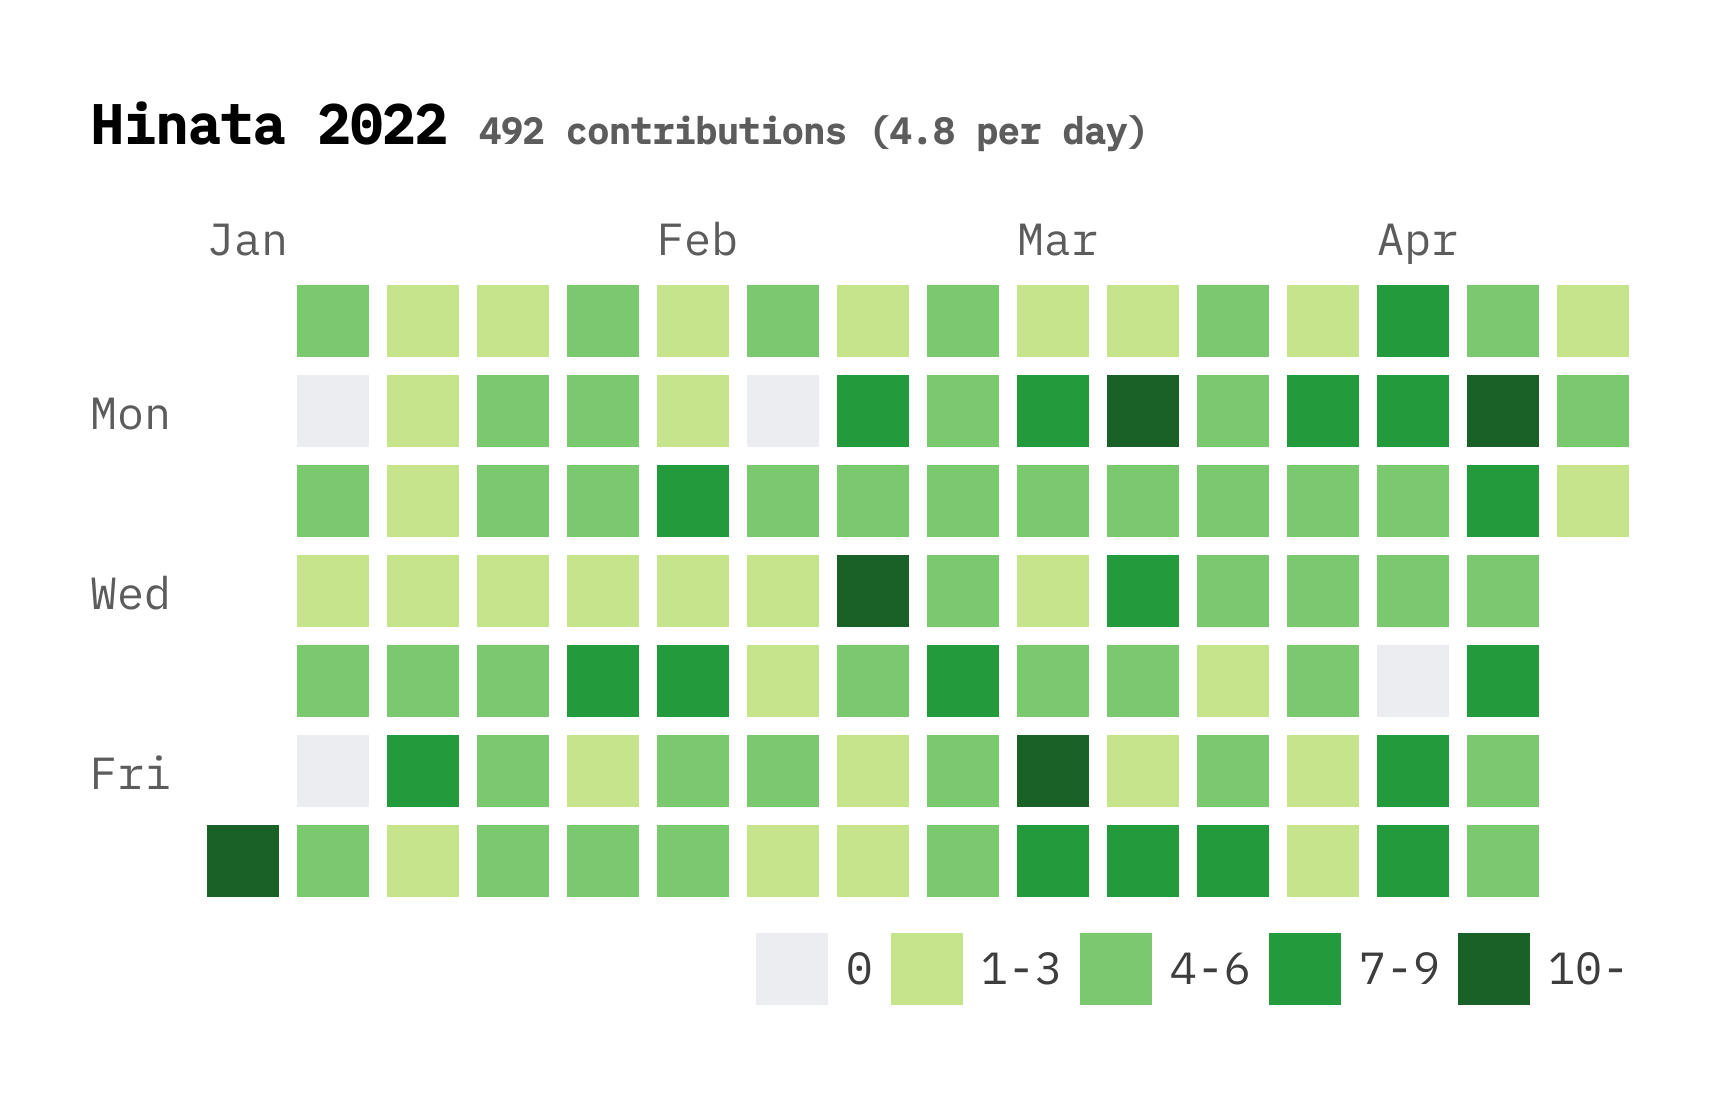 Hinata 2022 492 contributions (4.8 per day)
Jan Feb Mar Apr
Mon
Wed
Fri
0 1-3 4-6 7-9 10-